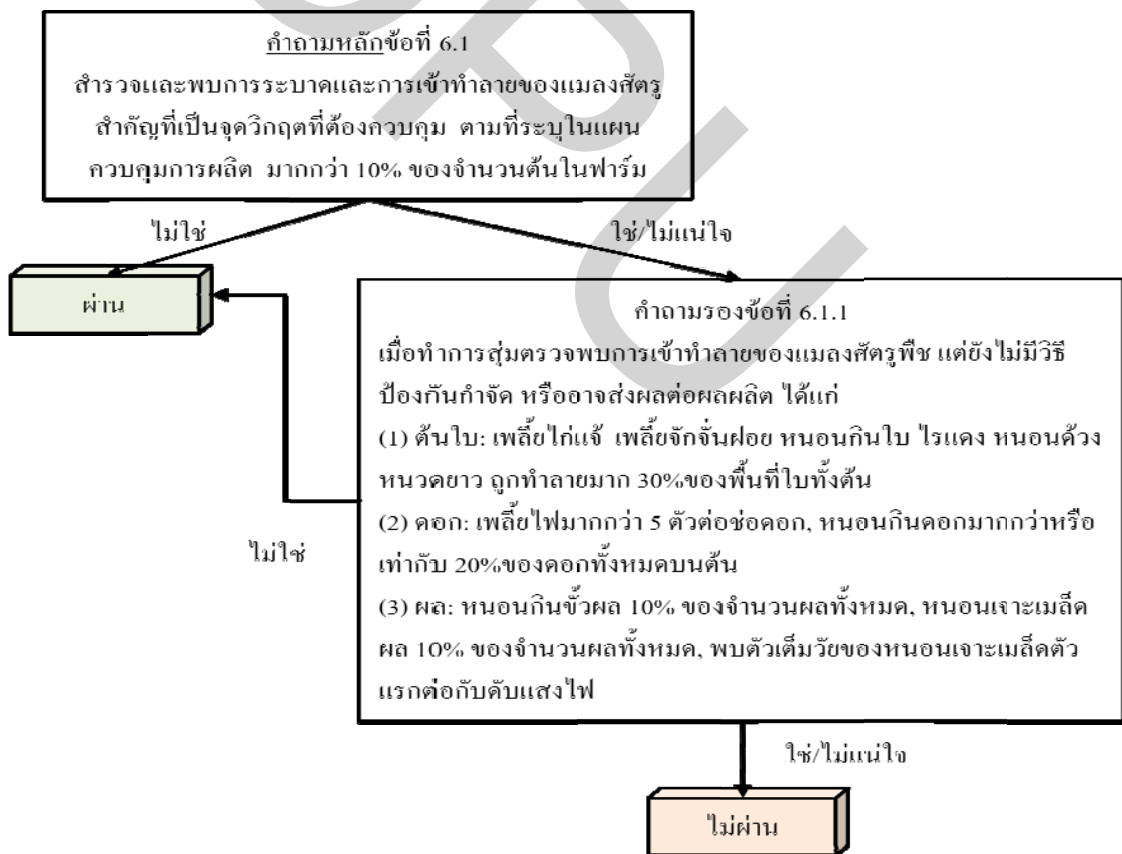 คำถามหลักข้อที่ 6.1
สำรวจและพบการระบาดและการเข้าทำลายของแมลงศัตรู
สำคัญที่เป็นจุดวิกฤตที่ต้องควบคุม ตามที่ระบุในแผน
ควบคุมการผลิต มากกว่า 10% ของจำนวนต้นในฟาร์ม
ไม่ใช่
ใช่/ไม่แน่ใจ
ผ่าน
คำถามรองข้อที่ 6.1.1
เมื่อทำการสุ่มตรวจพบการเข้าทำลายของแมลงศัตรูพืช แต่ยังไม่มีวิธี
ป้องกันกำจัด หรืออาจส่งผลต่อผลผลิต ได้แก่
(1) ต้นใบ: เพลี้ยไก่แจ้ เพลี้ยจักจั่นฝอย หนอนกินใบ ไรแดง หนอนด้วง
หนวดยาว ถูกทำลายมาก 30%ของพื้นที่ใบทั้งต้น
(2) ดอก: เพลี้ยไฟมากกว่า 5 ตัวต่อช่อดอก, หนอนกินดอกมากกว่าหรือ
เท่ากับ 20%ของดอกทั้งหมดบนต้น
(3) ผล: หนอนกินขั้วผล 10% ของจำนวนผลทั้งหมด, หนอนเจาะเมล็ด
ผล 10% ของจำนวนผลทั้งหมด, พบตัวเต็มวัยของหนอนเจาะเมล็ดตัว
แรกต่อกับดับแสงไฟ
ไม่ใช่
ใช่/ไม่แน่ใจ
ไม่ผ่าน